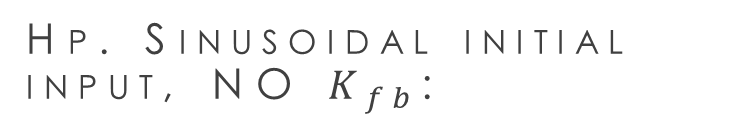 Hp. Sinusoidal initial
input, NO K_fb: